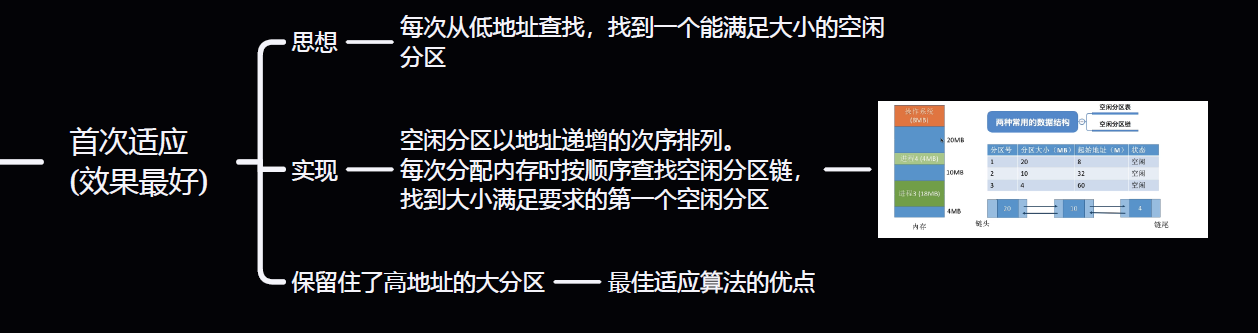 首次适应
(效果最好)
思想
每次从低地址查找，找到一个能满足大小的空闲
分区
实现
空闲分区以地址递增的次序排列。
每次分配内存时按顺序查找空闲分区链，
找到大小满足要求的第一个空闲分区
操作系统
(8MB)
20MB
进程4 (4MB)
10MB
进程3 (18MB)
4MB
内存
两种常用的数据结构
空闲分区表
空闲分区链
分区号 分区大小（MB） 起始地址（M） 状态
1 20 8 空闲
2 10 32 空闲
3 4 60 空闲
20 10 4
链头 链尾
保留住了高地址的大分区
最佳适应算法的优点